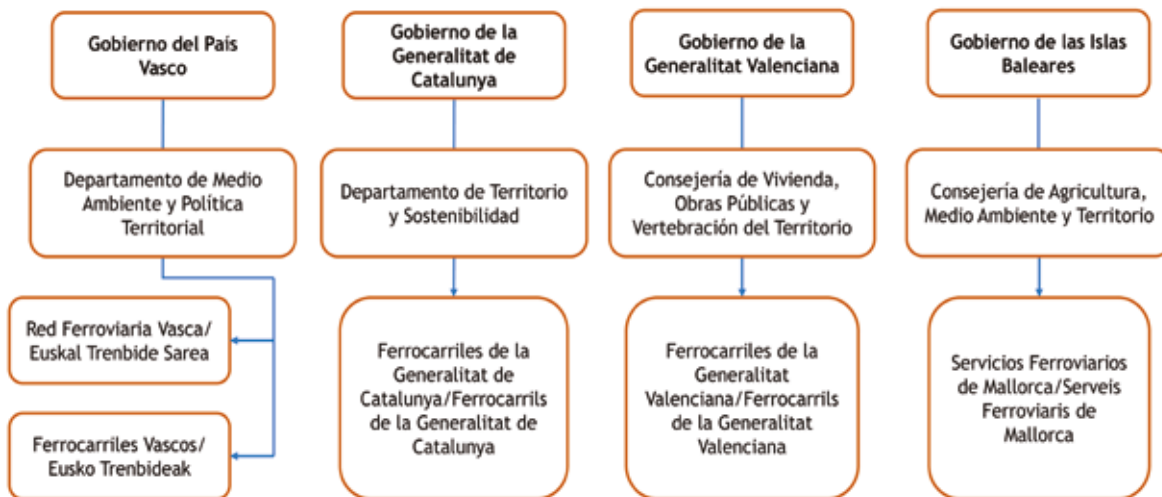 Gobierno del País
Vasco
Gobierno de la
Generalitat de
Catalunya
Gobierno de la
Generalitat Valenciana
Gobierno de las Islas
Baleares
Departamento de Medio
Ambiente y Política
Territorial
Departamento de Territorio
y Sostenibilidad
Consejería de Vivienda,
Obras Públicas y
Vertebración del Territorio
Consejería de Agricultura,
Medio Ambiente y Territorio
Red Ferroviaria Vasca/
Euskal Trenbide Sarea
Ferrocarriles Vascos/
Eusko Trenbideak
Ferrocarriles de la
Generalitat de
Catalunya/Ferrocarrils
de la Generalitat de
Catalunya
Ferrocarriles de la
Generalitat
Valenciana/Ferrocarrils
de la Generalitat
Valenciana
Servicios Ferroviarios
de Mallorca/Serveis
Ferroviaris de
Mallorca